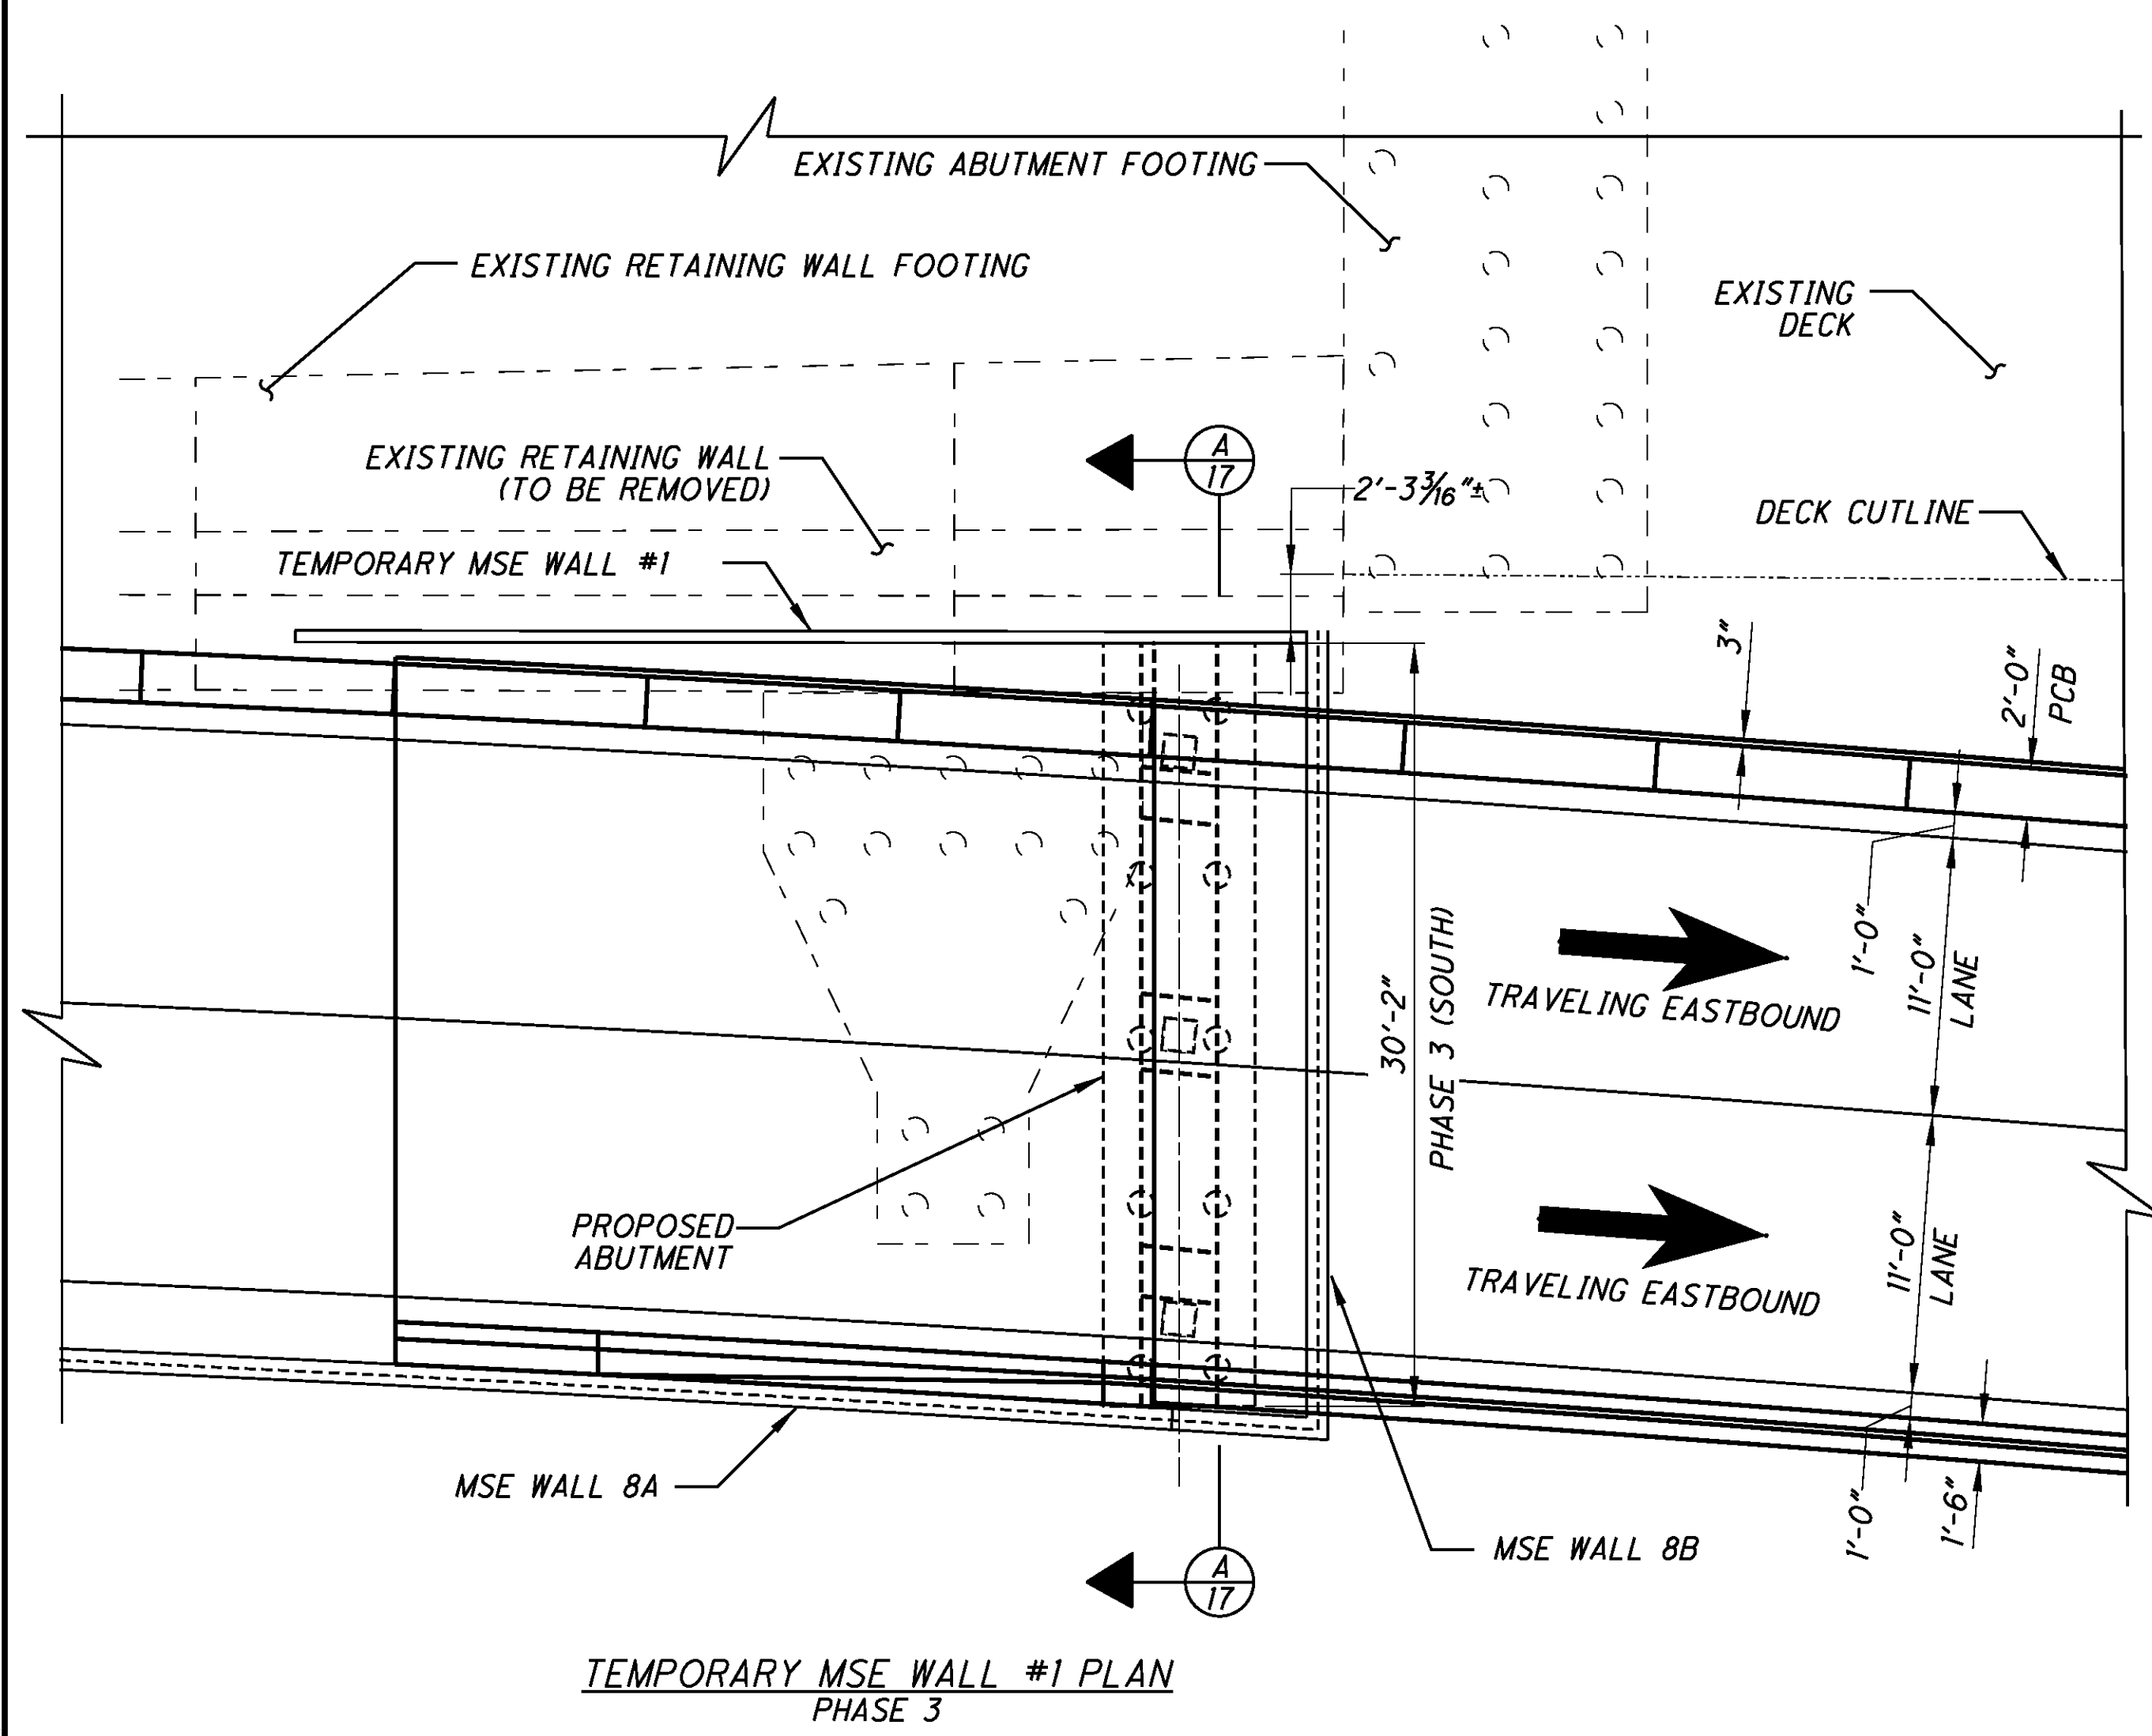 EXISTING ABUTMENT FOOTING
EXISTING RETAINING WALL FOOTING
EXISTING
DECK
EXISTING RETAINING WALL
(TO BE REMOVED)
A
17
2'-3 3/16"±
DECK CUTLINE
TEMPORARY MSE WALL #1
3"
2'-0"
PCB
1'-0"
11'-0"
LANE
TRAVELING EASTBOUND
30'-2"
PHASE 3 (SOUTH)
PROPOSED
ABUTMENT
11'-0"
LANE
TRAVELING EASTBOUND
MSE WALL 8A
1'-0"
1'-6"
MSE WALL 8B
A
17
TEMPORARY MSE WALL #1 PLAN
PHASE 3